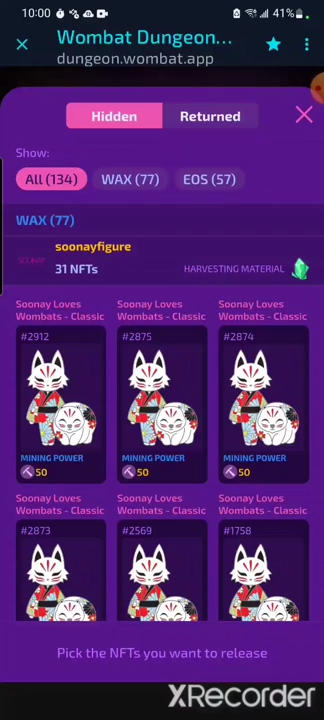 10:00
41%
Wombat Dungeon...
dungeon.wombat.app
Hidden
Returned
Show:
All (134)
WAX (77)
EOS (57)
WAX (77)
SOONAY
soonayfigure
31 NFTs
HARVESTING MATERIAL
Soonay Loves Wombats - Classic
#2912
MINING POWER
50
Soonay Loves Wombats - Classic
#2875
MINING POWER
50
Soonay Loves Wombats - Classic
#2874
MINING POWER
50
Soonay Loves Wombats - Classic
#2873
Soonay Loves Wombats - Classic
#2569
Soonay Loves Wombats - Classic
#1758
Pick the NFTs you want to release
XRecorder